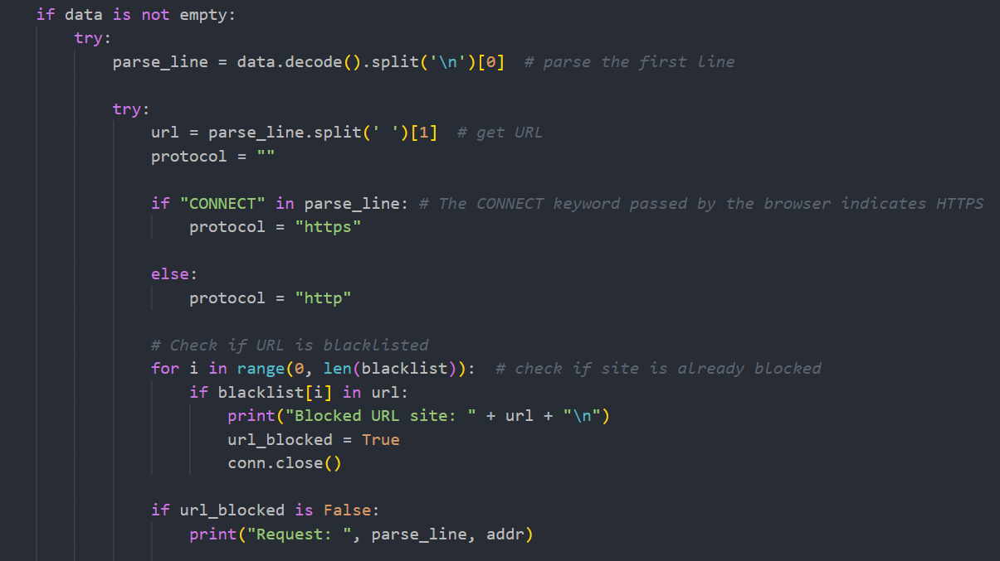 if data is not empty:
try:
parse_line = data.decode().split('\n')[0]  # parse the first line
try:
url = parse_line.split(' ')[1]  # get URL
protocol = ""
if "CONNECT" in parse_line: # The CONNECT keyword passed by the browser indicates HTTPS
protocol = "https"
else:
protocol = "http"
# Check if URL is blacklisted
for i in range(0, len(blacklist)):  # check if site is already blocked
if blacklist[i] in url:
print("Blocked URL site: " + url + "\n")
url_blocked = True
conn.close()
if url_blocked is False:
print("Request: ", parse_line, addr)